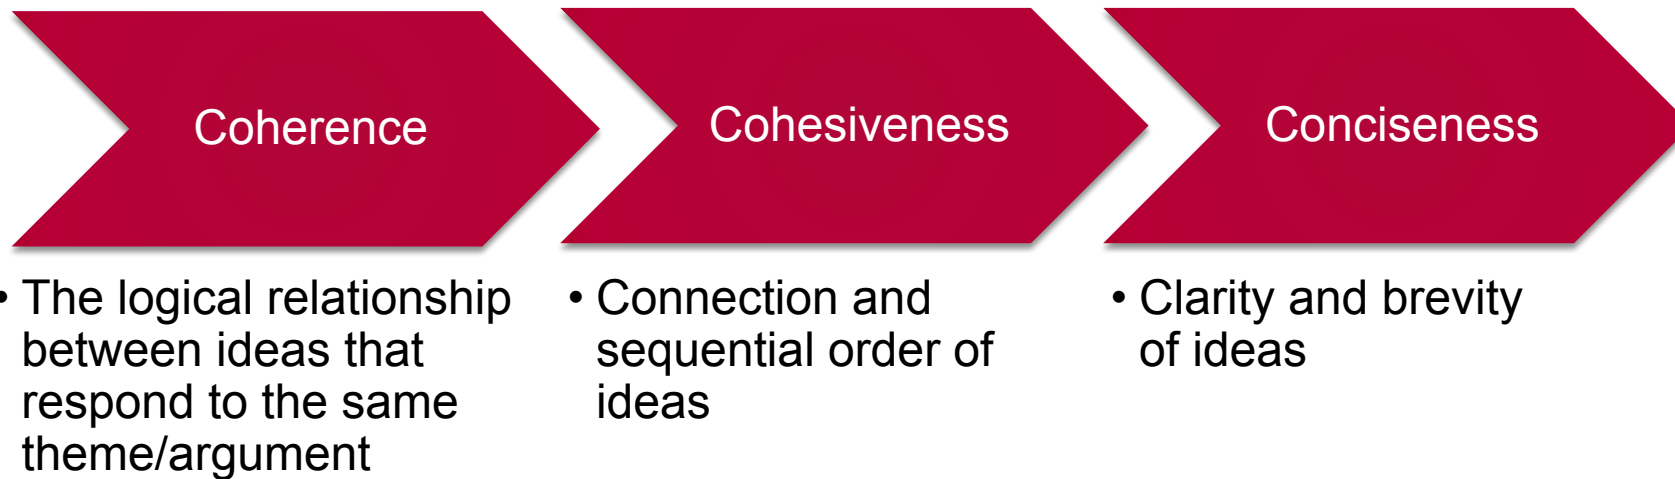 Coherence
Cohesiveness
Conciseness
• The logical relationship
between ideas that
respond to the same
theme/argument
• Connection and
sequential order of
ideas
• Clarity and brevity
of ideas